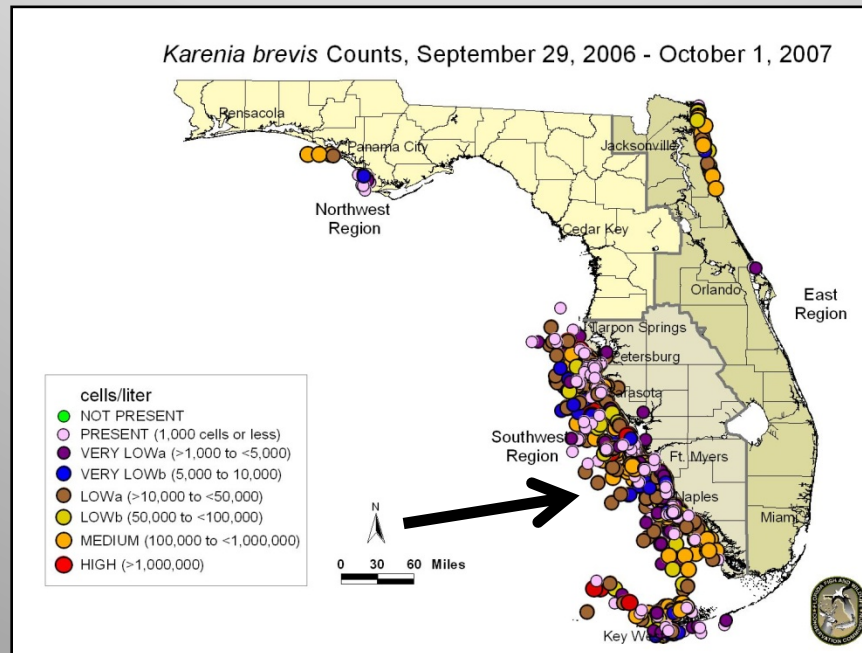 Karenia brevis Counts, September 29, 2006 - October 1, 2007
Pensacola
Panama City
Jacksonville
Northwest
Region
Cedar Key
Orlando
East
Region
Tarpon Springs
Petersburg
cells/liter
NOT PRESENT
PRESENT (1,000 cells or less)
VERY LOWa (>1,000 to <5,000)
VERY LOWb (5,000 to 10,000)
LOWa (>10,000 to <50,000)
LOWb (50,000 to <100,000)
MEDIUM (100,000 to <1,000,000)
HIGH (>1,000,000)
Southwest
Region
Ft. Myers
Naples
Miami
N
0 30 60 Miles
Key